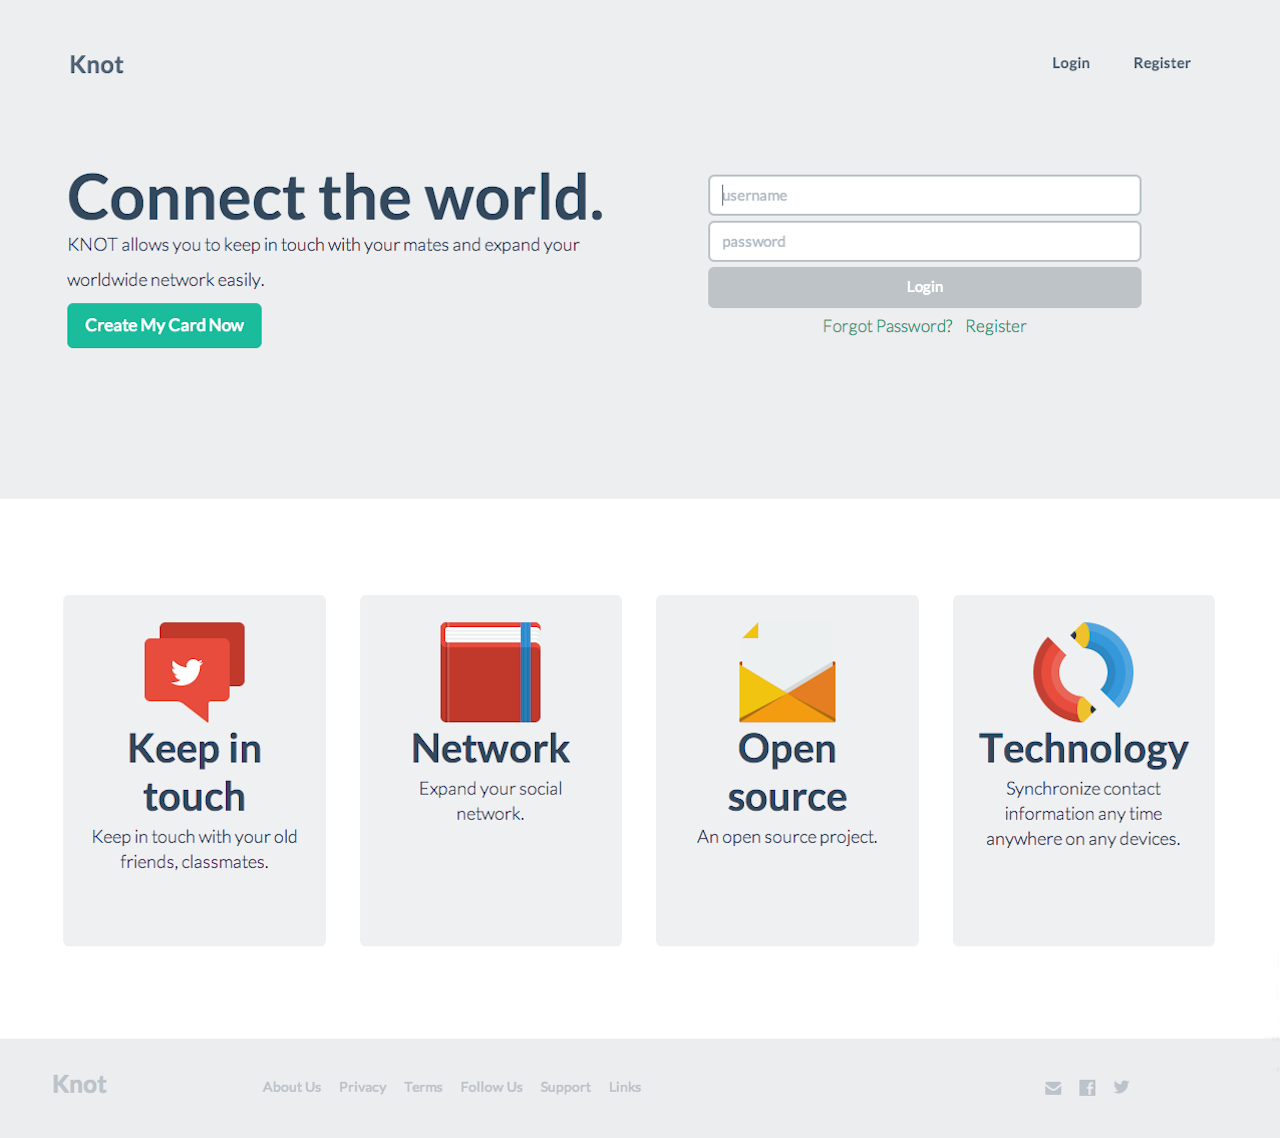 Knot
Login
Register
Connect the world.
KNOT allows you to keep in touch with your mates and expand your
worldwide network easily.
Create My Card Now
username
password
Login
Forgot Password? Register
Keep in
touch
Keep in touch with your old
friends, classmates.
Network
Expand your social
network.
Open
source
An open source project.
Technology
Synchronize contact
information any time
anywhere on any devices.
Knot
About Us Privacy Terms Follow Us Support Links